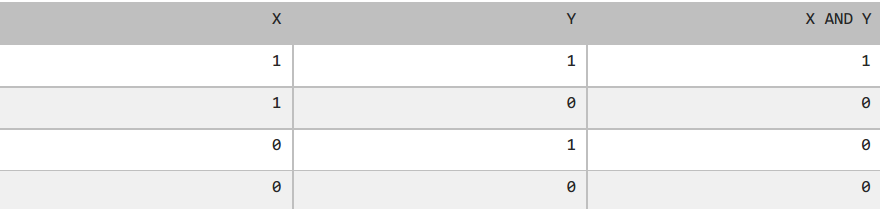 X Y X AND Y
1 1 1
1 0 0
0 1 0
0 0 0